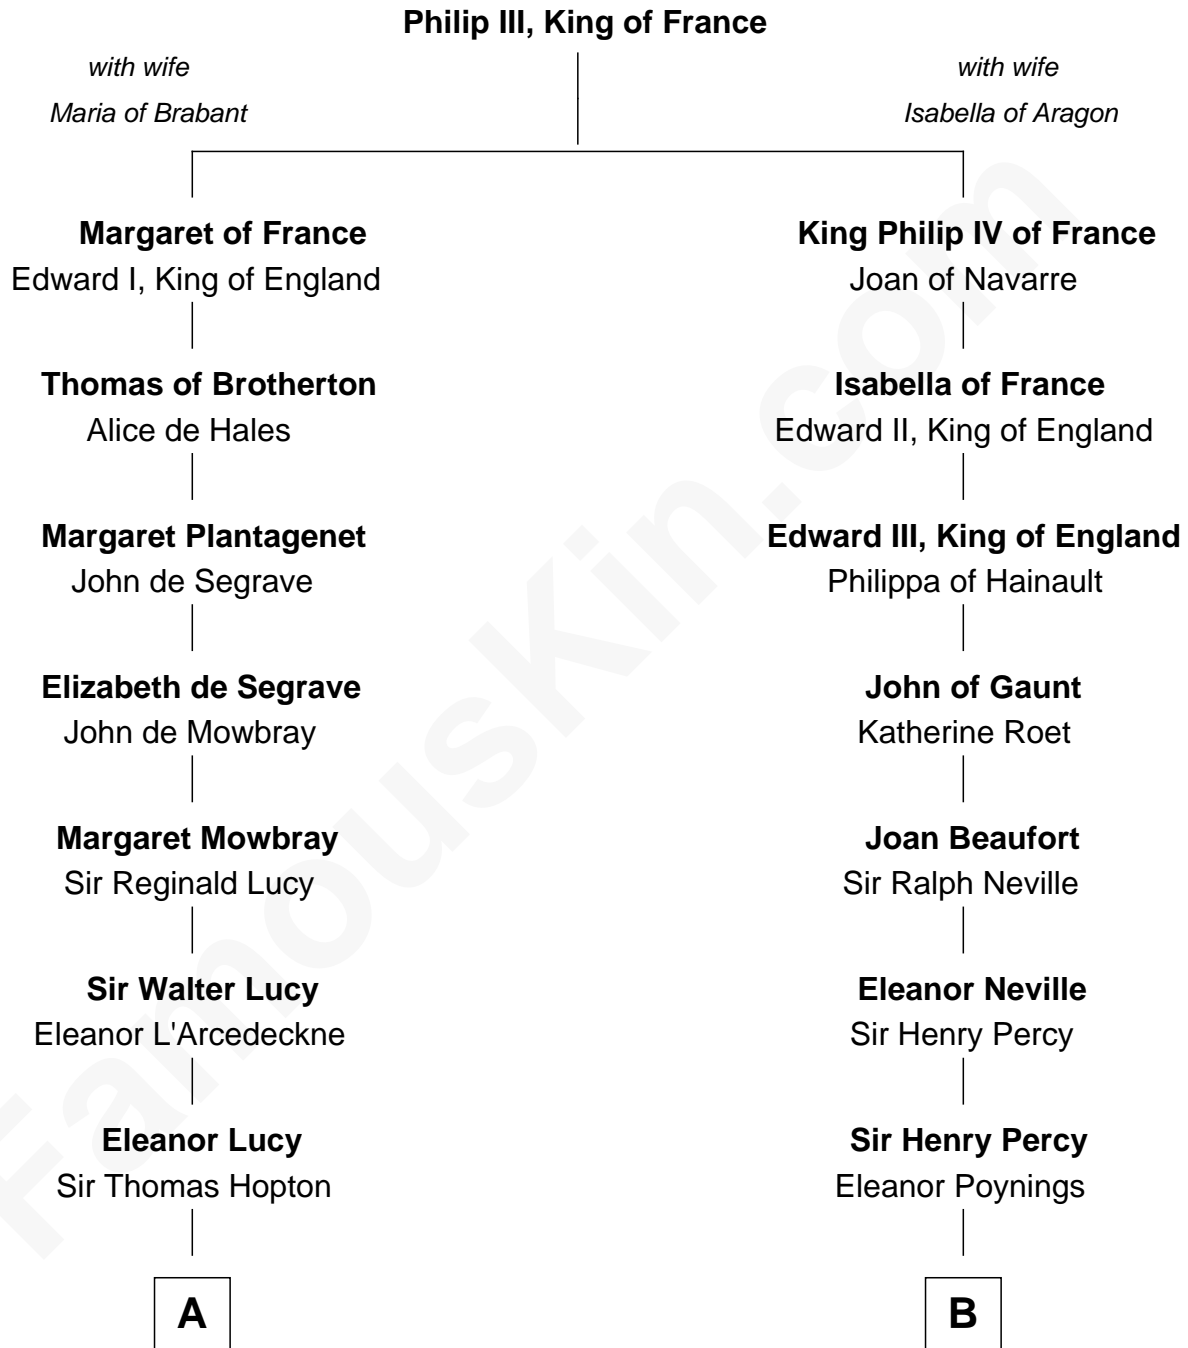 Philip III, King of France
with wife
Maria of Brabant
with wife
Isabella of Aragon
Margaret of France
Edward I, King of England
King Philip IV of France
Joan of Navarre
Thomas of Brotherton
Alice de Hales
Isabella of France
Edward II, King of England
Margaret Plantagenet
John de Segrave
Edward III, King of England
Philippa of Hainault
Elizabeth de Segrave
John de Mowbray
John of Gaunt
Katherine Roet
Margaret Mowbray
Sir Reginald Lucy
Joan Beaufort
Sir Ralph Neville
Sir Walter Lucy
Eleanor L'Arcedeckne
Eleanor Neville
Sir Henry Percy
Eleanor Lucy
Sir Thomas Hopton
Sir Henry Percy
Eleanor Poynings
A
B
FamousKin.com